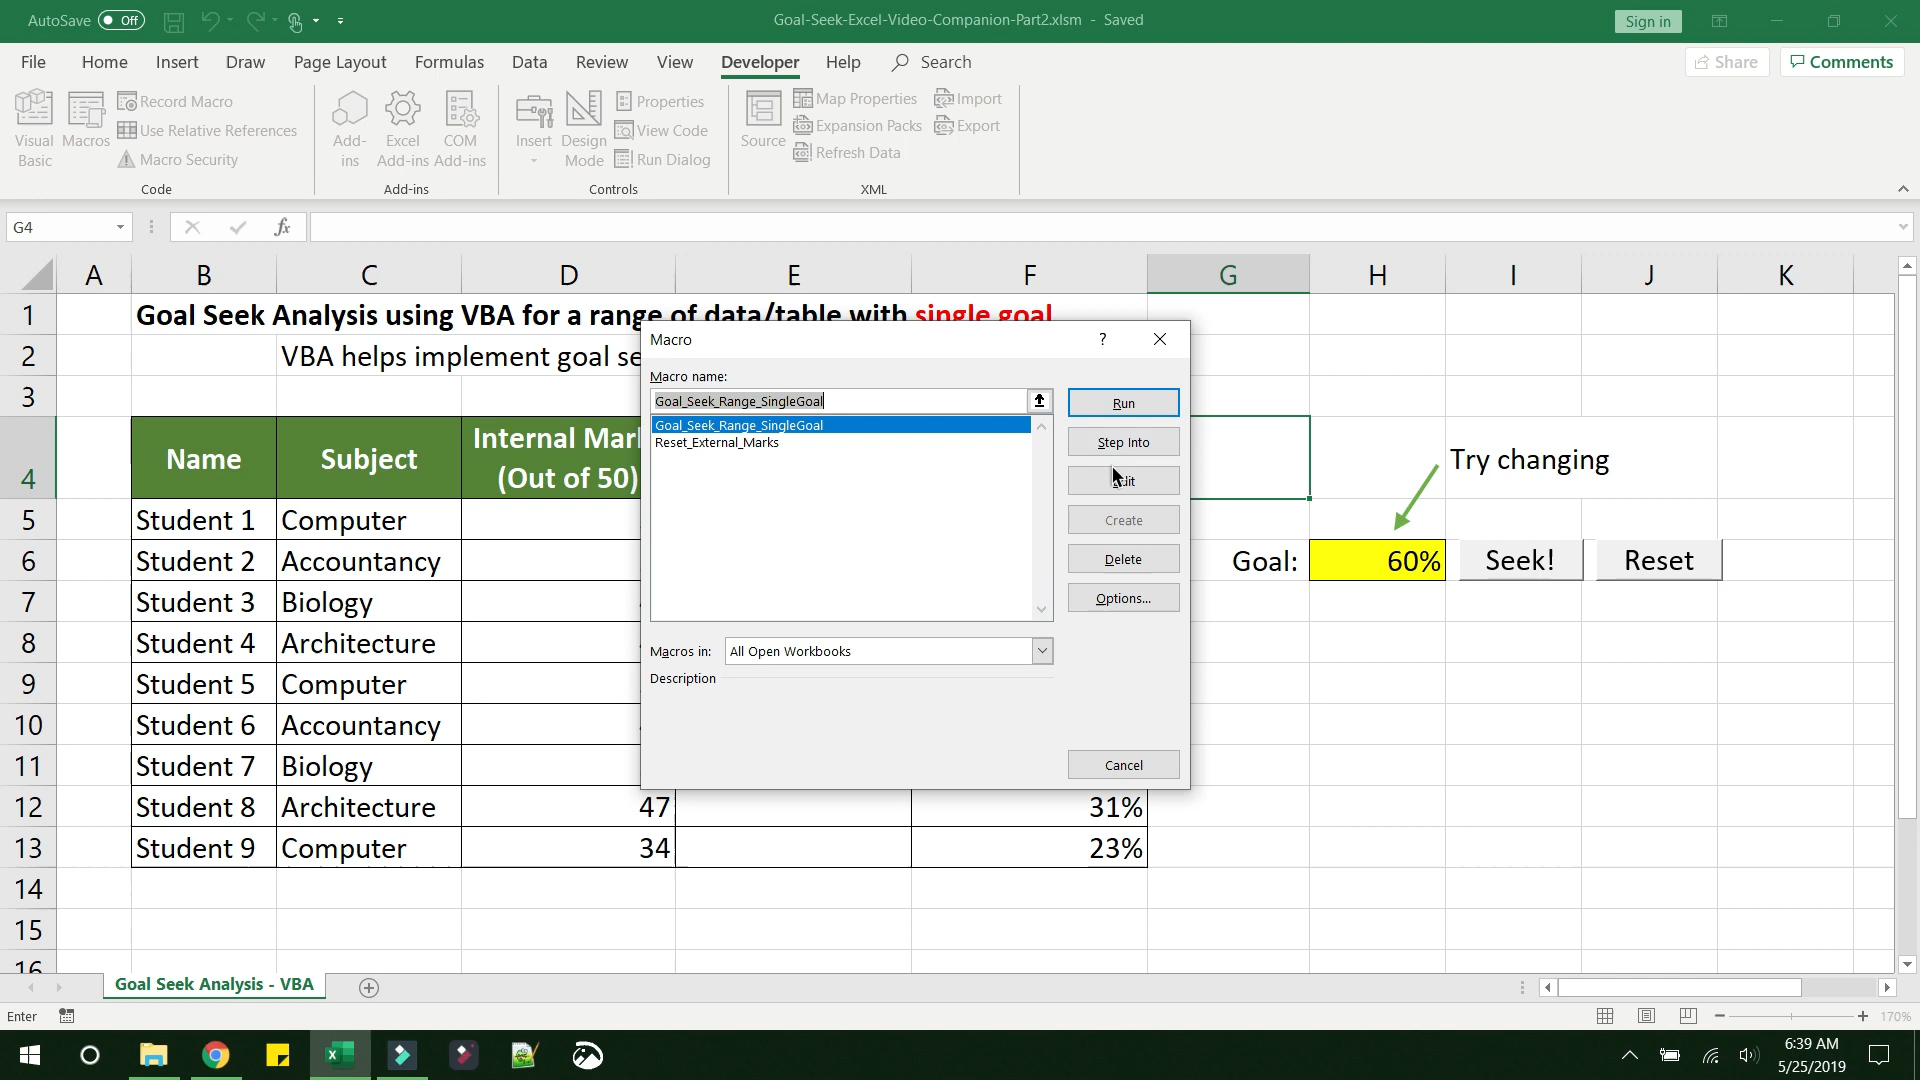 AutoSave Off
Goal-Seek-Excel-Video-Companion-Part2.xlsm - Saved
Sign in
File Home Insert Draw Page Layout Formulas Data Review View Developer Help Search
Share Comments
Visual Basic
Macros
Record Macro
Use Relative References
Macro Security
Code
Add-ins
Excel Add-ins
COM Add-ins
Add-ins
Insert
Design Mode
Properties
View Code
Run Dialog
Controls
Source
Map Properties
Expansion Packs
Refresh Data
Import
Export
XML
G4
fx
A B C D E F G H I J K
1 Goal Seek Analysis using VBA for a range of data/table with single goal
2 VBA helps implement goal se
3
4 Name Subject Internal Mar
(Out of 50)
Try changing
5 Student 1 Computer
6 Student 2 Accountancy Goal: 60% Seek! Reset
7 Student 3 Biology
8 Student 4 Architecture
9 Student 5 Computer
10 Student 6 Accountancy
11 Student 7 Biology
12 Student 8 Architecture 47 31%
13 Student 9 Computer 34 23%
14
15
16
Macro
?
Macro name:
Goal_Seek_Range_SingleGoal
Goal_Seek_Range_SingleGoal
Reset_External_Marks
Run
Step Into
Create
Delete
Options...
Macros in: All Open Workbooks
Description
Cancel
Goal Seek Analysis - VBA
Enter
170%
6:39 AM
5/25/2019